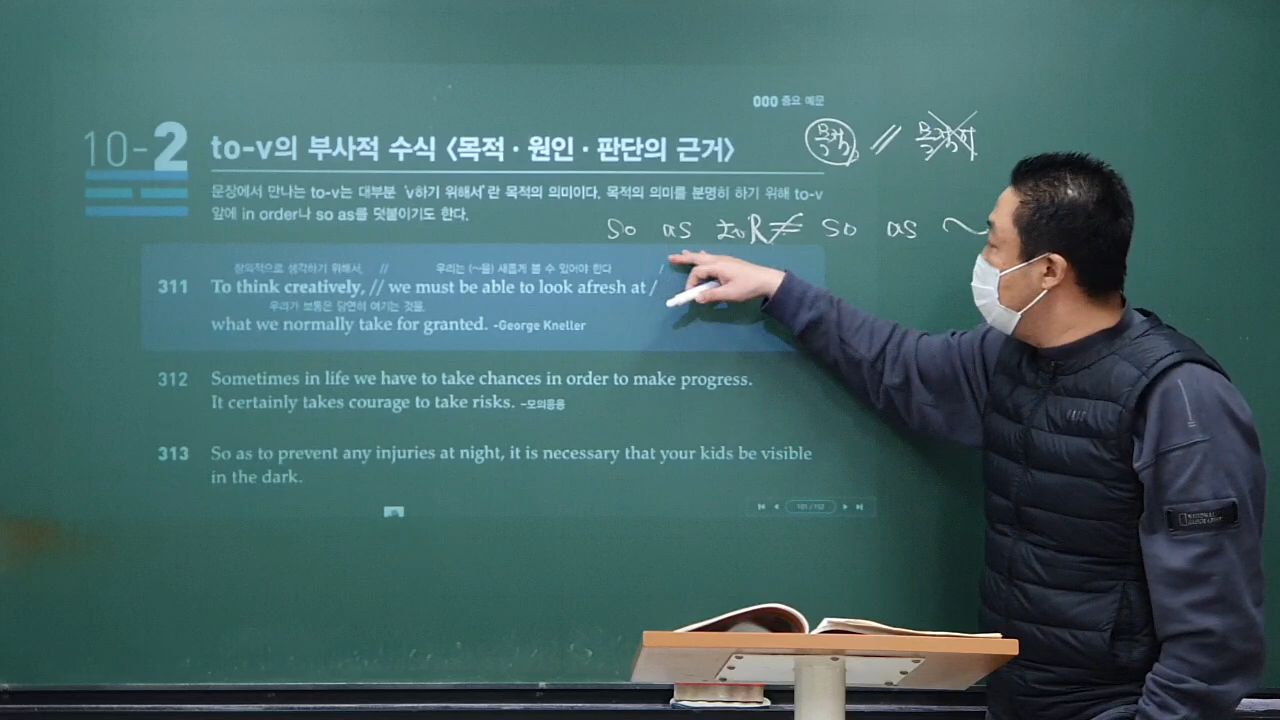 000 중요 예문
10-2 to-v의 부사적 수식 <목적·원인·판단의 근거>
목적 // 목적어
문장에서 만나는 to-v는 대부분 'v하기 위해서'란 목적의 의미이다. 목적의 의미를 분명히 하기 위해 to-v
앞에 in order나 so as를 덧붙이기도 한다.
so as to R ≠ so as ~
창의적으로 생각하기 위해서, // 우리는 (~을) 새롭게 볼 수 있어야 한다 /
311 To think creatively, // we must be able to look afresh at /
우리가 보통은 당연히 여기는 것을.
what we normally take for granted. -George Kneller
312 Sometimes in life we have to take chances in order to make progress.
It certainly takes courage to take risks. -모의응용
313 So as to prevent any injuries at night, it is necessary that your kids be visible
in the dark.
NATIONAL GEOGRAPHIC